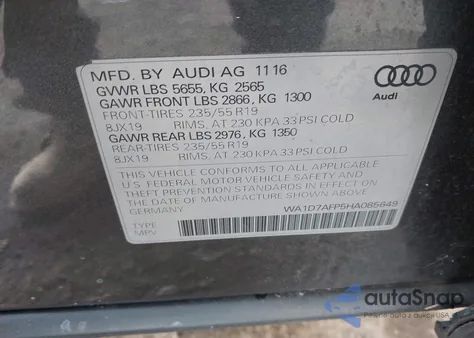 MFD. BY AUDI AG 11 16
GVWR LBS 5655, KG 2565
GAWR FRONT LBS 2866, KG 1300
FRONT-TIRES 235/55 R19
8JX19 RIMS, AT 230 KPA 33 PSI COLD
GAWR REAR LBS 2976, KG 1350
REAR-TIRES 235/55 R19
8JX19 RIMS, AT 230 KPA 33 PSI COLD
THIS VEHICLE CONFORMS TO ALL APPLICABLE
U.S. FEDERAL MOTOR VEHICLE SAFETY AND
THEFT PREVENTION STANDARDS IN EFFECT ON
THE DATE OF MANUFACTURE SHOWN ABOVE.
GERMANY
WA1D7AFP5HA085649
TYPE
MPV
Audi
autoSnap